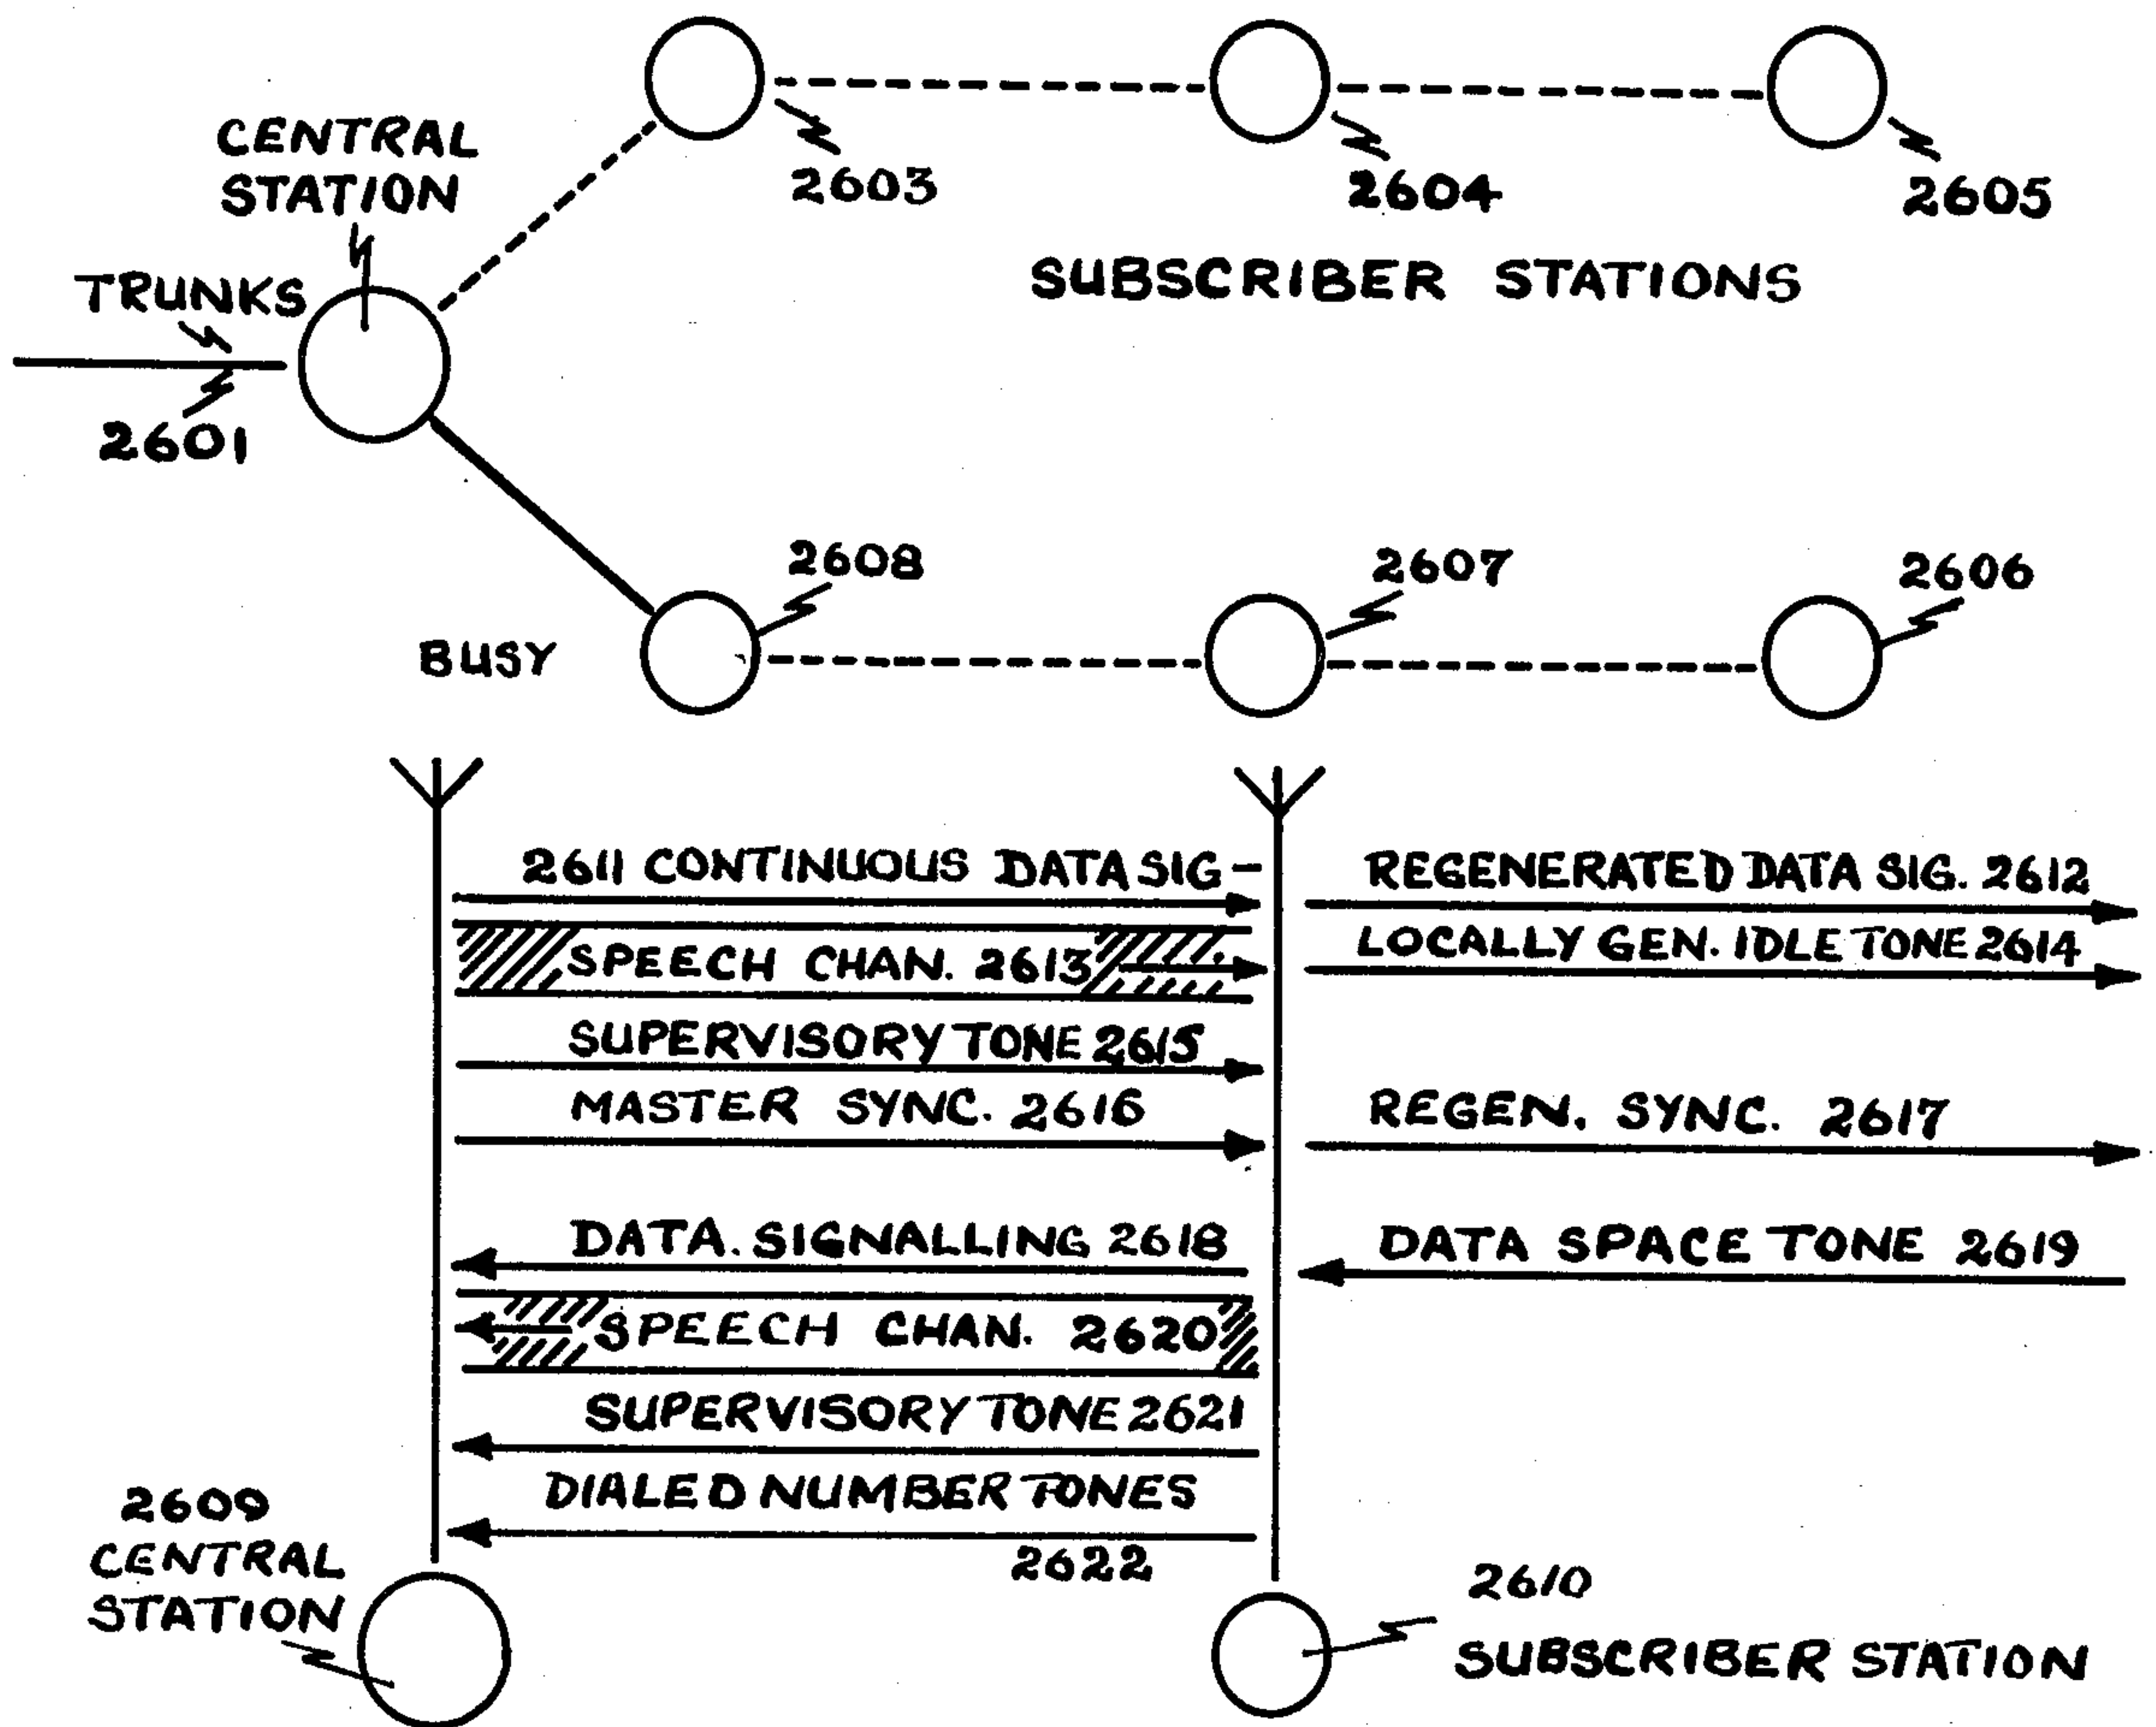 CENTRAL
STATION
2603
2604
2605
TRUNKS
SUBSCRIBER STATIONS
2601
2608
2607
2606
BUSY
2611 CONTINUOUS DATA SIG-
REGENERATED DATA SIG. 2612
SPEECH CHAN. 2613
LOCALLY GEN. IDLE TONE 2614
SUPERVISORY TONE 2615
MASTER SYNC. 2616
REGEN. SYNC. 2617
DATA. SIGNALLING 2618
DATA SPACE TONE 2619
SPEECH CHAN. 2620
SUPERVISORY TONE 2621
DIALED NUMBER TONES
2622
2609
CENTRAL
STATION
2610
SUBSCRIBER STATION